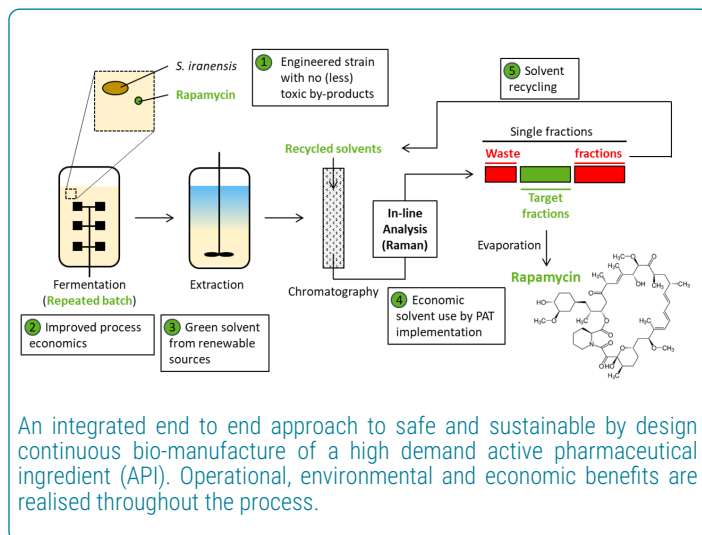 S. iranensis
Rapamycin
1 Engineered strain
with no (less)
toxic by-products
5 Solvent
recycling
Recycled solvents
Single fractions
Waste
fractions
Target
fractions
In-line
Analysis
(Raman)
Evaporation
Rapamycin
Fermentation
(Repeated batch)
Extraction
Chromatography
2 Improved process
economics
3 Green solvent
from renewable
sources
4 Economic
solvent use by PAT
implementation
An integrated end to end approach to safe and sustainable by design
continuous bio-manufacture of a high demand active pharmaceutical
ingredient (API). Operational, environmental and economic benefits are
realised throughout the process.